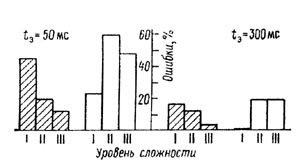 tэ=50 мс
tэ=300 мс
Ошибки, %
60
40
20
I II III I II III I II III I II III
Уровень сложности